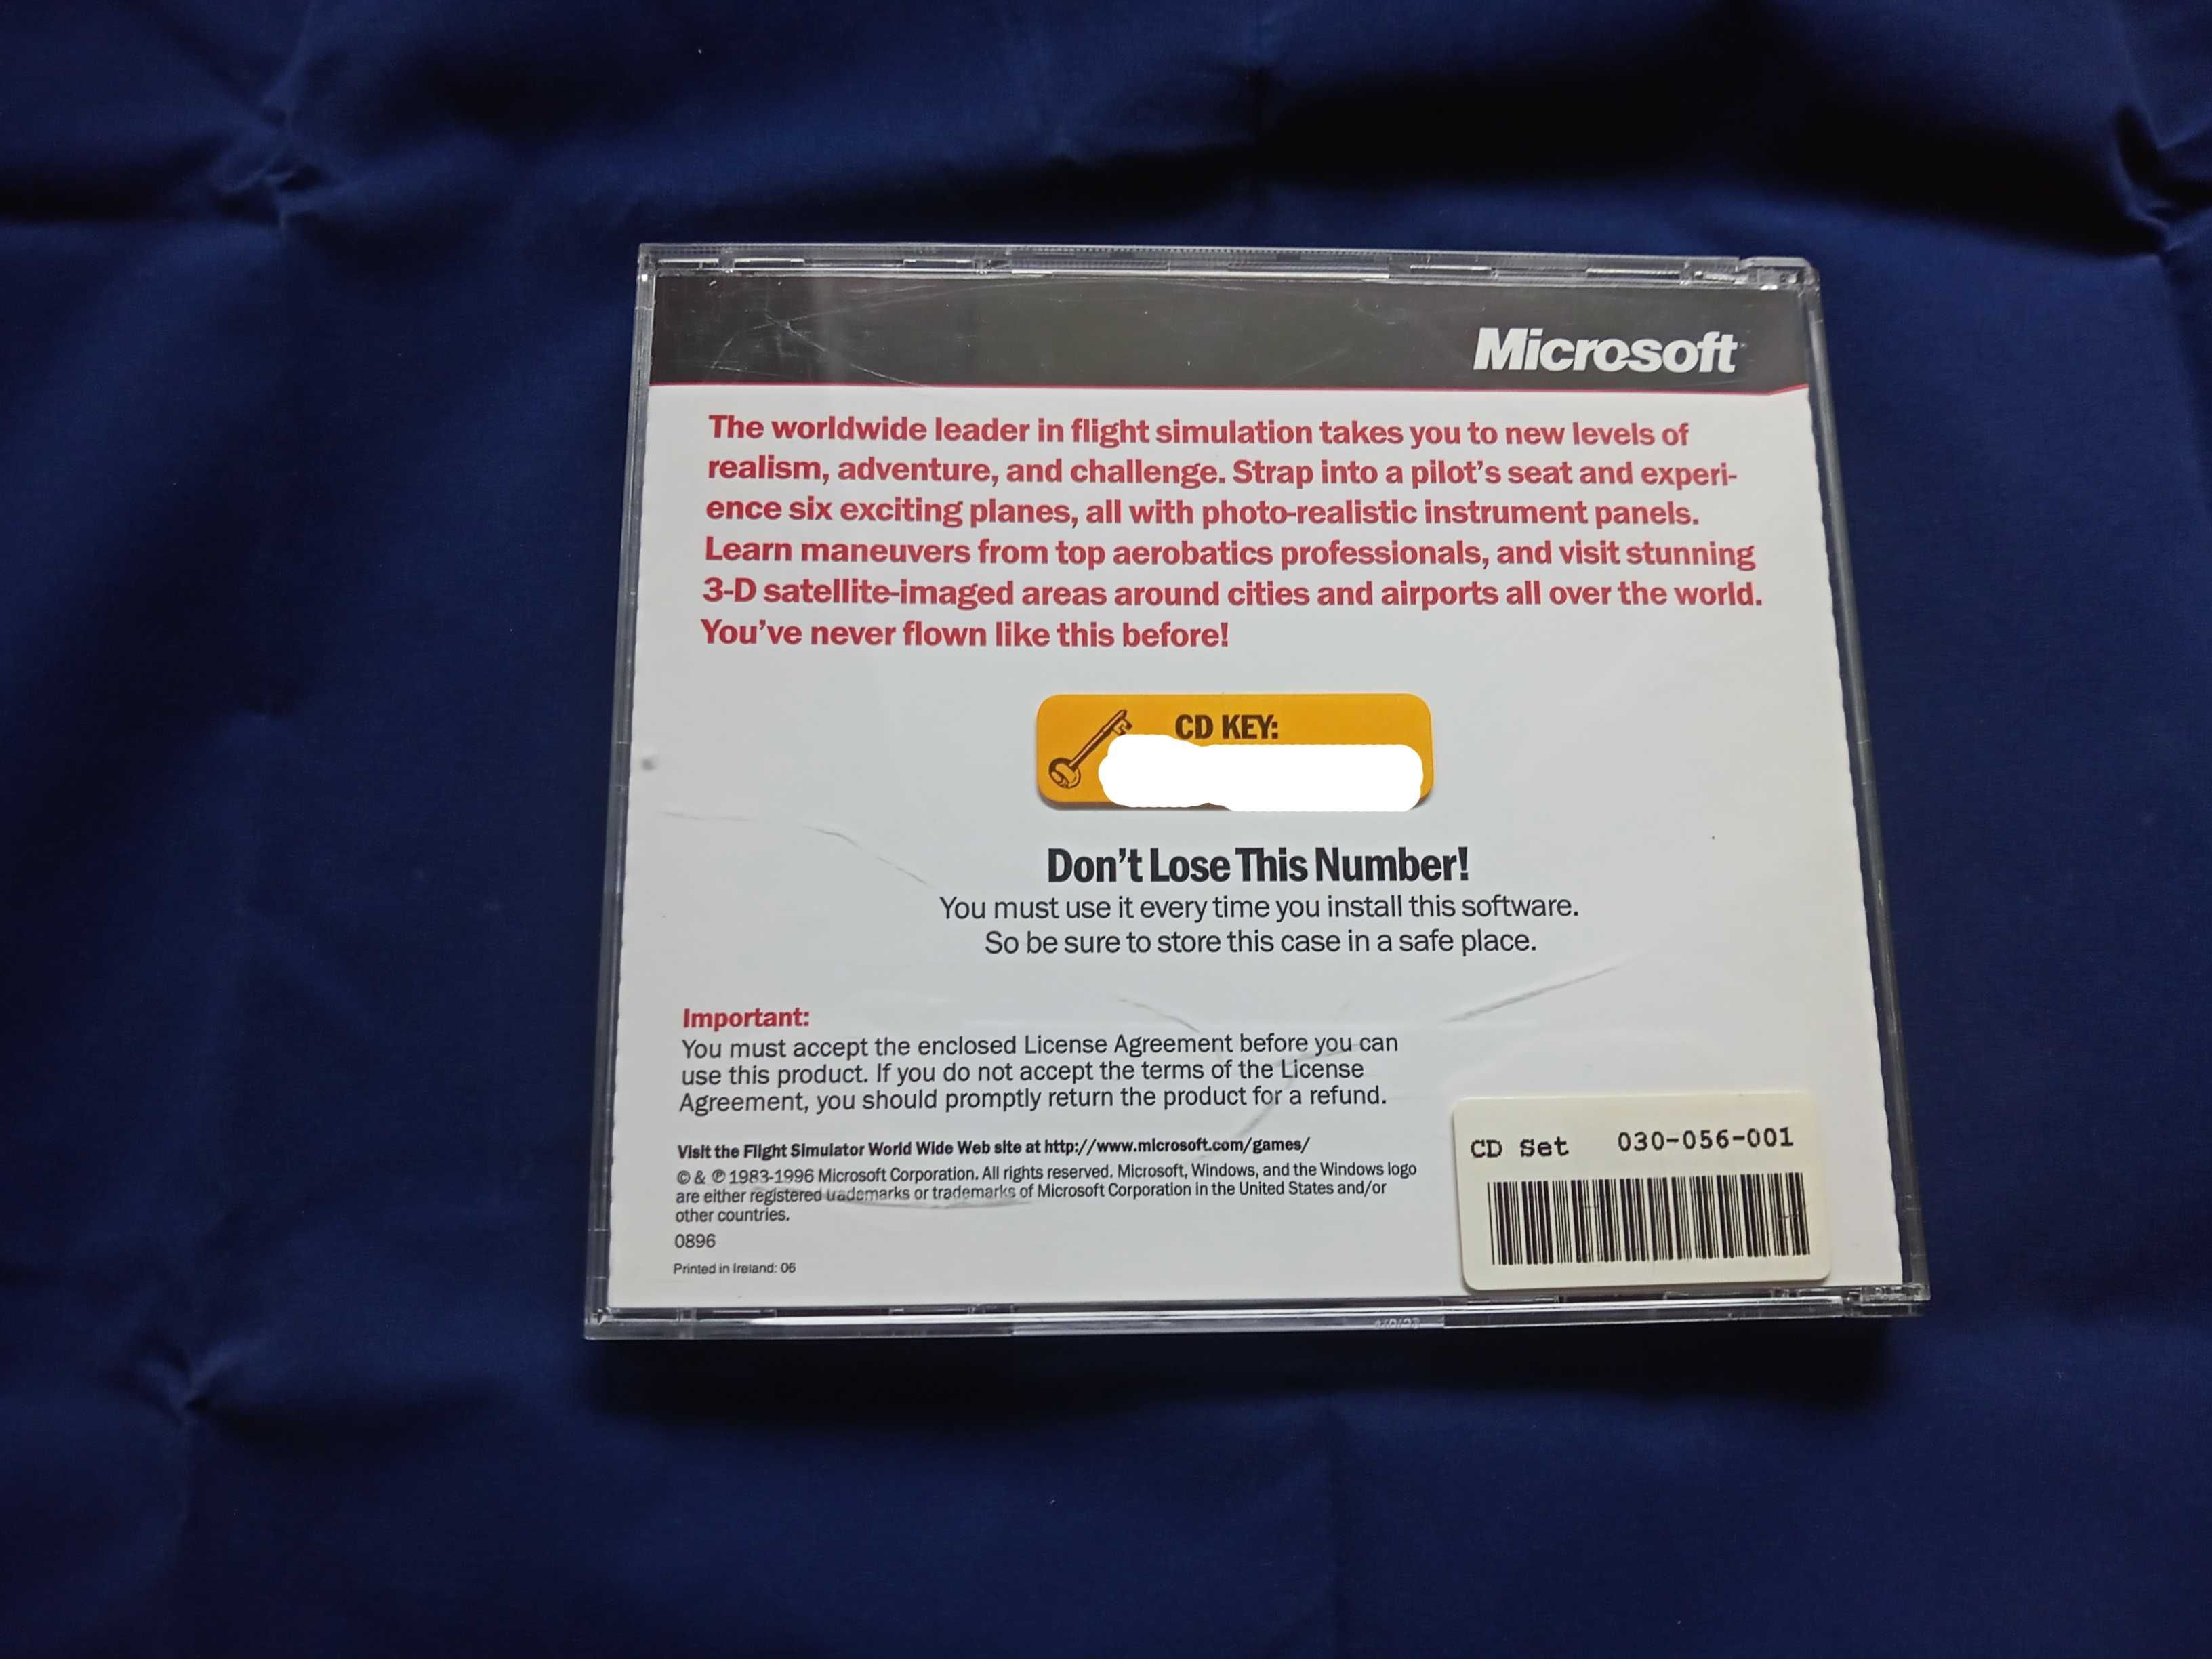 Microsoft
The worldwide leader in flight simulation takes you to new levels of
realism, adventure, and challenge. Strap into a pilot's seat and experi-
ence six exciting planes, all with photo-realistic instrument panels.
Learn maneuvers from top aerobatics professionals, and visit stunning
3-D satellite-imaged areas around cities and airports all over the world.
You've never flown like this before!
CD KEY:
Don't Lose This Number!
You must use it every time you install this software.
So be sure to store this case in a safe place.
Important:
You must accept the enclosed License Agreement before you can
use this product. If you do not accept the terms of the License
Agreement, you should promptly return the product for a refund.
Visit the Flight Simulator World Wide Web site at http://www.microsoft.com/games/
© & ℗ 1983-1996 Microsoft Corporation. All rights reserved. Microsoft, Windows, and the Windows logo
are either registered trademarks or trademarks of Microsoft Corporation in the United States and/or
other countries.
0896
Printed in Ireland: 06
CD Set 030-056-001